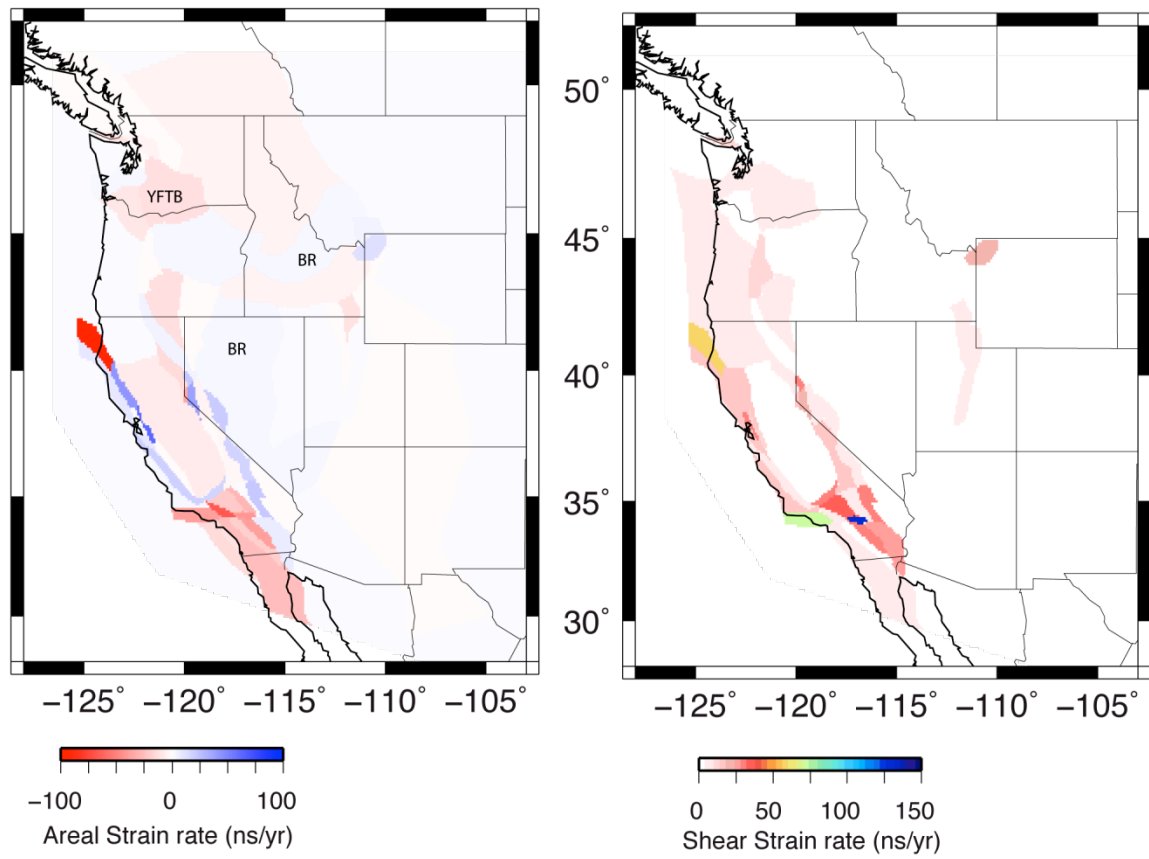 YFTB
BR
BR
50°
45°
40°
35°
30°
−125° −120° −115° −110° −105°
−125° −120° −115° −110° −105°
−100 0 100
Areal Strain rate (ns/yr)
0 50 100 150
Shear Strain rate (ns/yr)